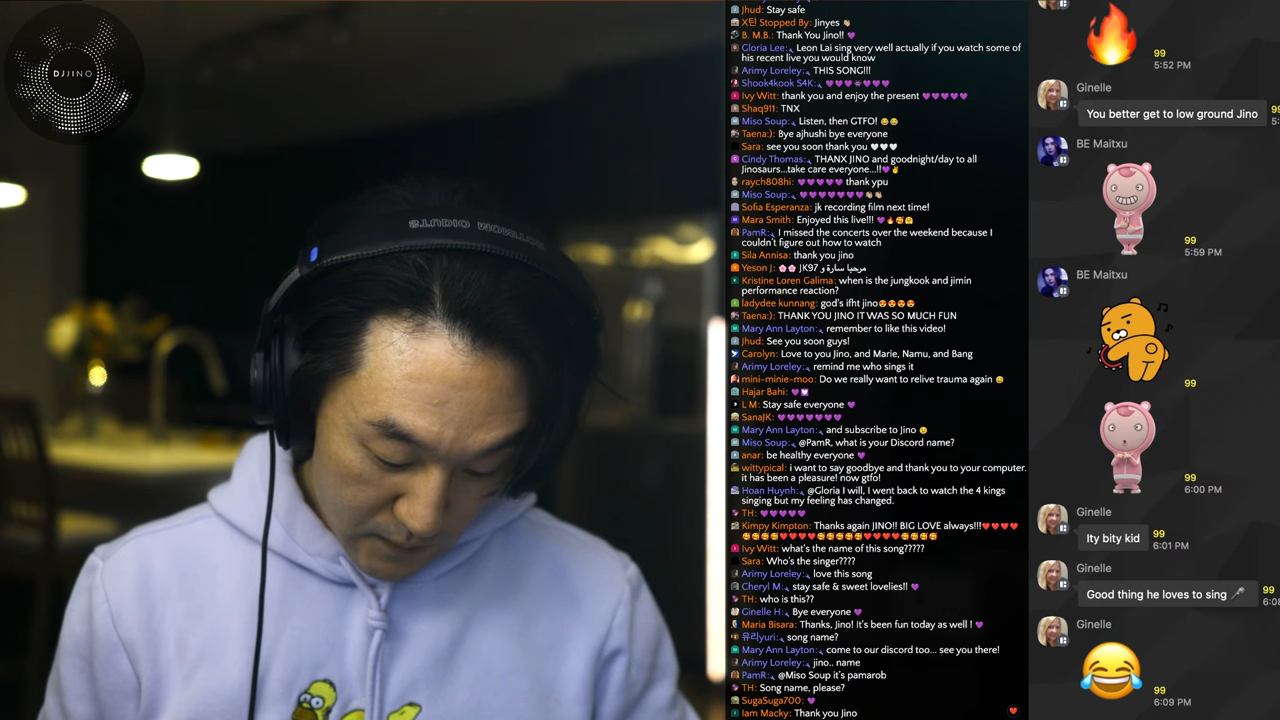 DJJINO
STUDIO MONITOR
Jhud: Stay safe
X틴 Stopped By: Jinyes 👏🏼
B. M.B.: Thank You Jino!! 💜
Gloria Lee: Leon Lai sing very well actually if you watch some of
his recent live you would know
Arimy Loreley: THIS SONG!!!
Shook4kook S4K: 💜💜💜💜💜💜💜
Ivy Witt: thank you and enjoy the present 💜💜💜💜💜
Shaq911: TNX
Miso Soup: Listen, then GTFO! 😂😂
Taena:): Bye ajhushi bye everyone
Sara: see you soon thank you 🤍🤍🤍
Cindy Thomas: THANX JINO and goodnight/day to all
Jinosaurs...take care everyone...!!💜✌
raych808hi: 💜💜💜💜💜 thank ypu
Miso Soup: 💜💜💜💜💜💜💜👏🏼👏🏼
Sofia Esperanza: jk recording film next time!
Mara Smith: Enjoyed this live!!! 💜🔥🥰🤗
PamR: I missed the concerts over the weekend because I
couldn't figure out how to watch
Sila Annisa: thank you jino
Yeson J: 🌸🌸 JK97 مرحبا سارة و
Kristine Loren Galima: when is the jungkook and jimin
performance reaction?
ladydee kunnang: god's ifht jino😍😍😍😍
Taena:): THANK YOU JINO IT WAS SO MUCH FUN
Mary Ann Layton: remember to like this video!
Jhud: See you soon guys!
Carolyn: Love to you Jino, and Marie, Namu, and Bang
Arimy Loreley: remind me who sings it
mini-minie-moo: Do we really want to relive trauma again 😅
Hajar Bahi: 💜💟
L M: Stay safe everyone 💜
SanaJK: 💜💜💜💜💜💜💜
Mary Ann Layton: and subscribe to Jino 😉
Miso Soup: @PamR, what is your Discord name?
anar: be healthy everyone 💜
wittypical: i want to say goodbye and thank you to your computer.
it has been a pleasure! now gtfo!
Hoan Huynh: @Gloria I will, I went back to watch the 4 kings
singing but my feeling has changed.
TH: 💜💜💜💜💜
Kimpy Kimpton: Thanks again JINO!! BIG LOVE always!!!❤❤❤❤
🥰🥰🥰🥰❤❤❤❤🥰🥰🥰🥰🥰❤❤❤❤🥰🥰🥰🥰
Ivy Witt: what's the name of this song?????
Sara: Who's the singer????
Arimy Loreley: love this song
Cheryl M: stay safe & sweet lovelies!! 💜
TH: who is this??
Ginelle H: Bye everyone 💜
Maria Bisara: Thanks, Jino! It's been fun today as well ! 💜
유리yuri: song name?
Mary Ann Layton: come to our discord too... see you there!
Arimy Loreley: jino.. name
PamR: @Miso Soup it's pamarob
TH: Song name, please?
SugaSuga700: 💜
Iam Macky: Thank you Jino
99
5:52 PM
Ginelle
You better get to low ground Jino
BE Maitxu
99
5:59 PM
BE Maitxu
99
99
6:00 PM
Ginelle
Ity bity kid
99
6:01 PM
Ginelle
Good thing he loves to sing 🎤
99
Ginelle
99
6:09 PM